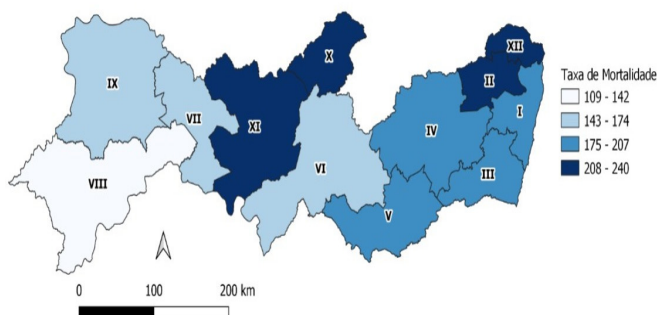 XII
X
IX
II
Taxa de Mortalidade
109 - 142
143 - 174
175 - 207
208 - 240
I
VII
XI
IV
VI
III
VIII
V
0 100 200 km